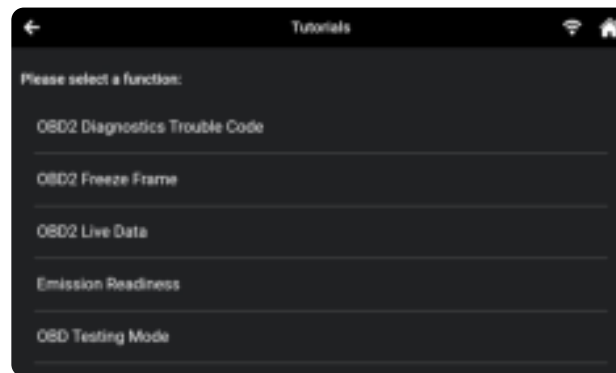 Tutorials
Please select a function:
OBD2 Diagnostics Trouble Code
OBD2 Freeze Frame
OBD2 Live Data
Emission Readiness
OBD Testing Mode